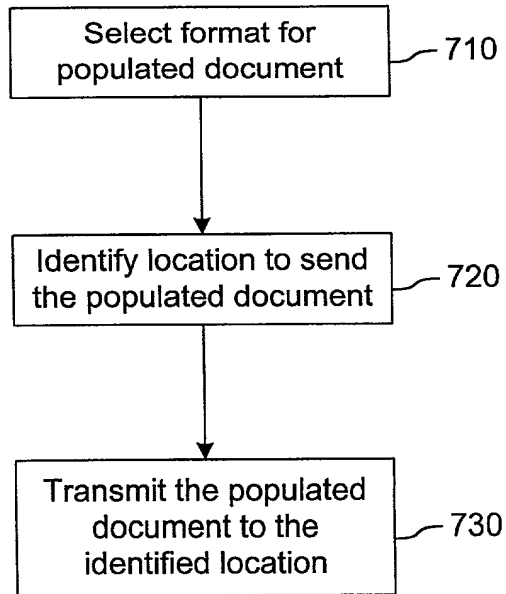 Select format for
populated document
710
Identify location to send
the populated document
720
Transmit the populated
document to the
identified location
730